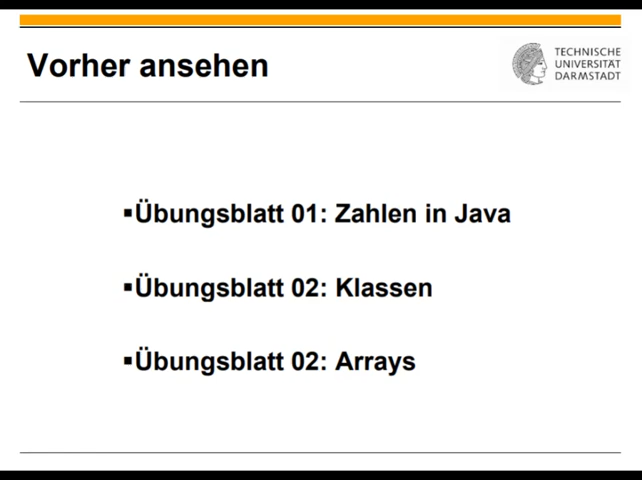 Vorher ansehen
TECHNISCHE
UNIVERSITÄT
DARMSTADT
▪Übungsblatt 01: Zahlen in Java
▪Übungsblatt 02: Klassen
▪Übungsblatt 02: Arrays